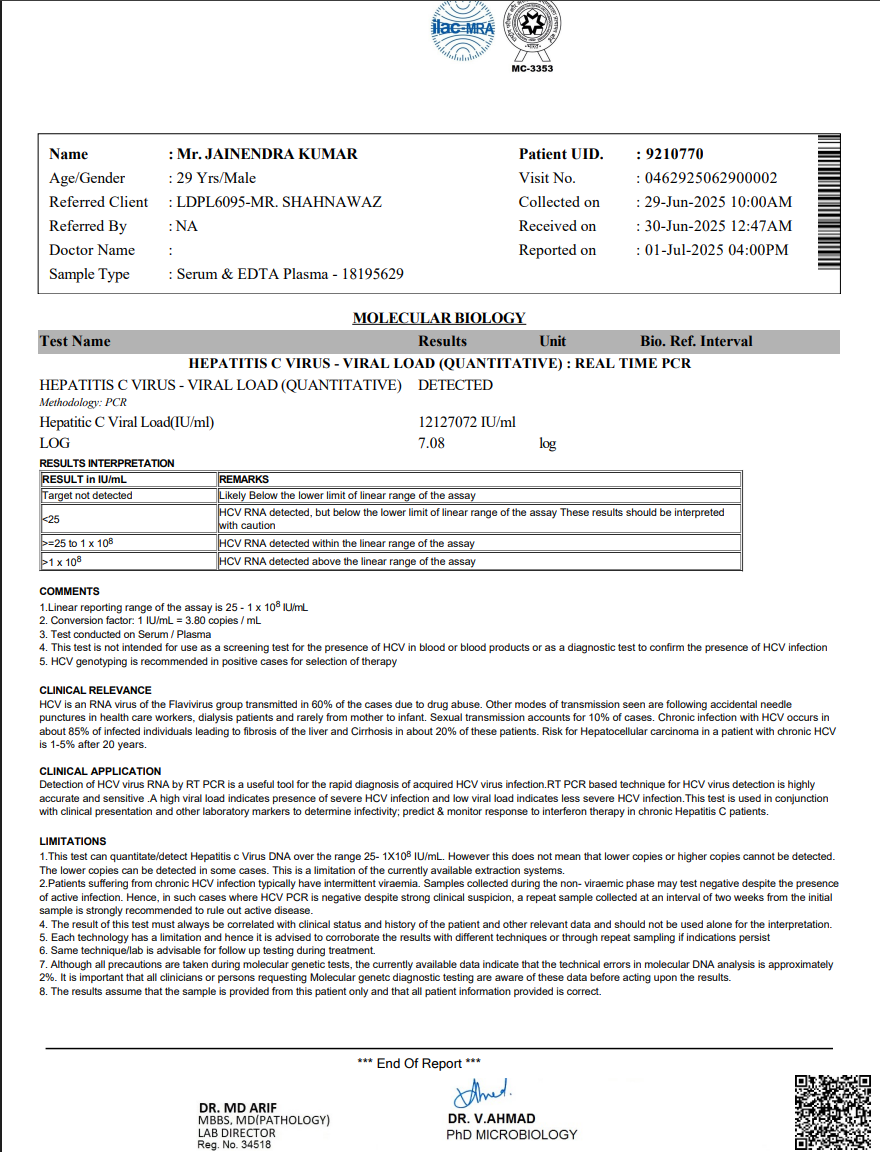 ilac-MRA
MC-3353
Name : Mr. JAINENDRA KUMAR Patient UID. : 9210770
Age/Gender : 29 Yrs/Male Visit No. : 0462925062900002
Referred Client : LDPL6095-MR. SHAHNAWAZ Collected on : 29-Jun-2025 10:00AM
Referred By : NA Received on : 30-Jun-2025 12:47AM
Doctor Name : Reported on : 01-Jul-2025 04:00PM
Sample Type : Serum & EDTA Plasma - 18195629
MOLECULAR BIOLOGY
Test Name Results Unit Bio. Ref. Interval
HEPATITIS C VIRUS - VIRAL LOAD (QUANTITATIVE) : REAL TIME PCR
HEPATITIS C VIRUS - VIRAL LOAD (QUANTITATIVE) DETECTED
Methodology: PCR
Hepatitic C Viral Load(IU/ml) 12127072 IU/ml
LOG 7.08 log
RESULTS INTERPRETATION
RESULT in IU/mL REMARKS
Target not detected Likely Below the lower limit of linear range of the assay
<25 HCV RNA detected, but below the lower limit of linear range of the assay These results should be interpreted
with caution
>=25 to 1 x 10⁸ HCV RNA detected within the linear range of the assay
>1 x 10⁸ HCV RNA detected above the linear range of the assay
COMMENTS
1.Linear reporting range of the assay is 25 - 1 x 10⁸ IU/mL
2. Conversion factor: 1 IU/mL = 3.80 copies / mL
3. Test conducted on Serum / Plasma
4. This test is not intended for use as a screening test for the presence of HCV in blood or blood products or as a diagnostic test to confirm the presence of HCV infection
5. HCV genotyping is recommended in positive cases for selection of therapy
CLINICAL RELEVANCE
HCV is an RNA virus of the Flavivirus group transmitted in 60% of the cases due to drug abuse. Other modes of transmission seen are following accidental needle
punctures in health care workers, dialysis patients and rarely from mother to infant. Sexual transmission accounts for 10% of cases. Chronic infection with HCV occurs in
about 85% of infected individuals leading to fibrosis of the liver and Cirrhosis in about 20% of these patients. Risk for Hepatocellular carcinoma in a patient with chronic HCV
is 1-5% after 20 years.
CLINICAL APPLICATION
Detection of HCV virus RNA by RT PCR is a useful tool for the rapid diagnosis of acquired HCV virus infection.RT PCR based technique for HCV virus detection is highly
accurate and sensitive .A high viral load indicates presence of severe HCV infection and low viral load indicates less severe HCV infection.This test is used in conjunction
with clinical presentation and other laboratory markers to determine infectivity; predict & monitor response to interferon therapy in chronic Hepatitis C patients.
LIMITATIONS
1.This test can quantitate/detect Hepatitis c Virus DNA over the range 25- 1X10⁸ IU/mL. However this does not mean that lower copies or higher copies cannot be detected.
The lower copies can be detected in some cases. This is a limitation of the currently available extraction systems.
2.Patients suffering from chronic HCV infection typically have intermittent viraemia. Samples collected during the non- viraemic phase may test negative despite the presence
of active infection. Hence, in such cases where HCV PCR is negative despite strong clinical suspicion, a repeat sample collected at an interval of two weeks from the initial
sample is strongly recommended to rule out active disease.
4. The result of this test must always be correlated with clinical status and history of the patient and other relevant data and should not be used alone for the interpretation.
5. Each technology has a limitation and hence it is advised to corroborate the results with different techniques or through repeat sampling if indications persist
6. Same technique/lab is advisable for follow up testing during treatment.
7. Although all precautions are taken during molecular genetic tests, the currently available data indicate that the technical errors in molecular DNA analysis is approximately
2%. It is important that all clinicians or persons requesting Molecular genetc diagnostic testing are aware of these data before acting upon the results.
8. The results assume that the sample is provided from this patient only and that all patient information provided is correct.
*** End Of Report ***
DR. MD ARIF
MBBS, MD(PATHOLOGY)
LAB DIRECTOR
Reg. No. 34518
DR. V.AHMAD
PhD MICROBIOLOGY